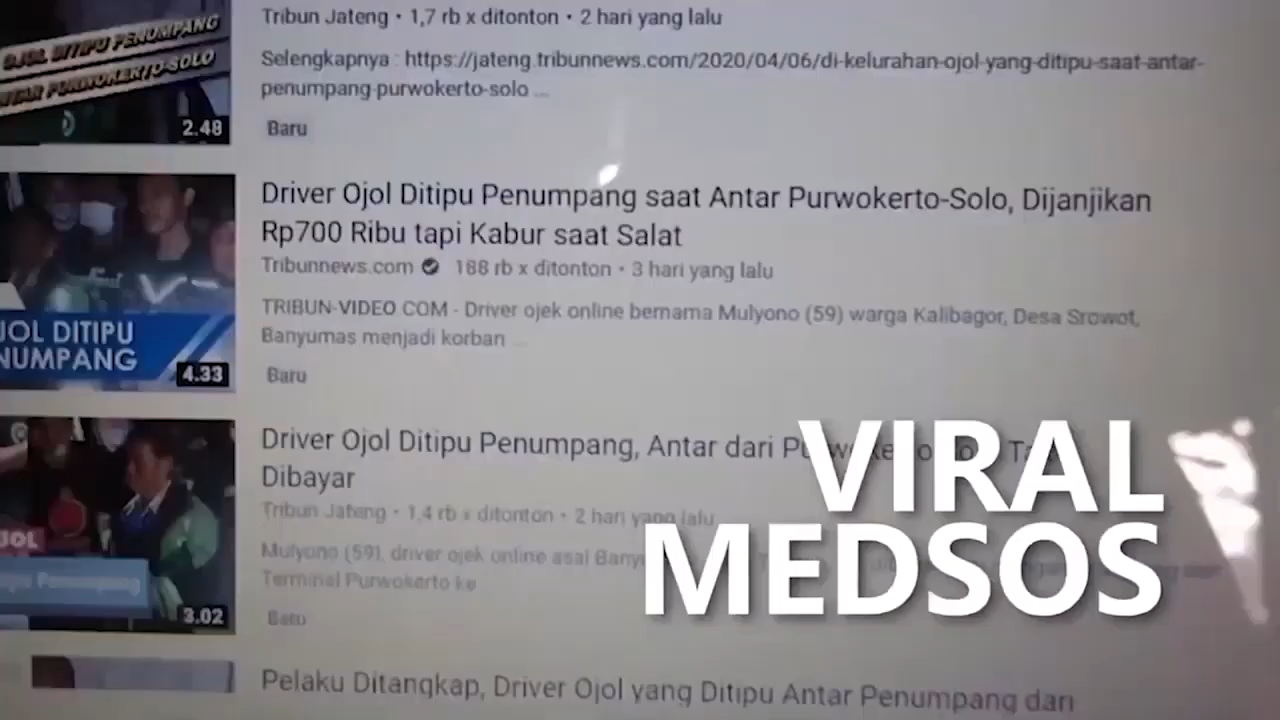 OJOL DITIPU PENUMPANG
ANTAR PURWOKERTO-SOLO
2.48
Tribun Jateng • 1,7 rb x ditonton • 2 hari yang lalu
Selengkapnya : https://jateng.tribunnews.com/2020/04/06/di-kelurahan-ojol-yang-ditipu-saat-antar-
penumpang-purwokerto-solo ...
Baru
JOL DITIPU
NUMPANG
4.33
Driver Ojol Ditipu Penumpang saat Antar Purwokerto-Solo, Dijanjikan
Rp700 Ribu tapi Kabur saat Salat
Tribunnews.com 188 rb x ditonton • 3 hari yang lalu
TRIBUN-VIDEO COM - Driver ojek online bernama Mulyono (59) warga Kalibagor, Desa Srowot,
Banyumas menjadi korban ...
Baru
JOL
Penumpang
3.02
Driver Ojol Ditipu Penumpang, Antar dari
Dibayar
Tribun Jateng • 1,4 rb x ditonton • 2 hari yang lalu
Mulyono (59), driver ojek online asal
Terminal Purwokerto ke
Baru
VIRAL
MEDSOS
Pelaku Ditangkap, Driver Ojol yang Ditipu Antar Penumpang dari